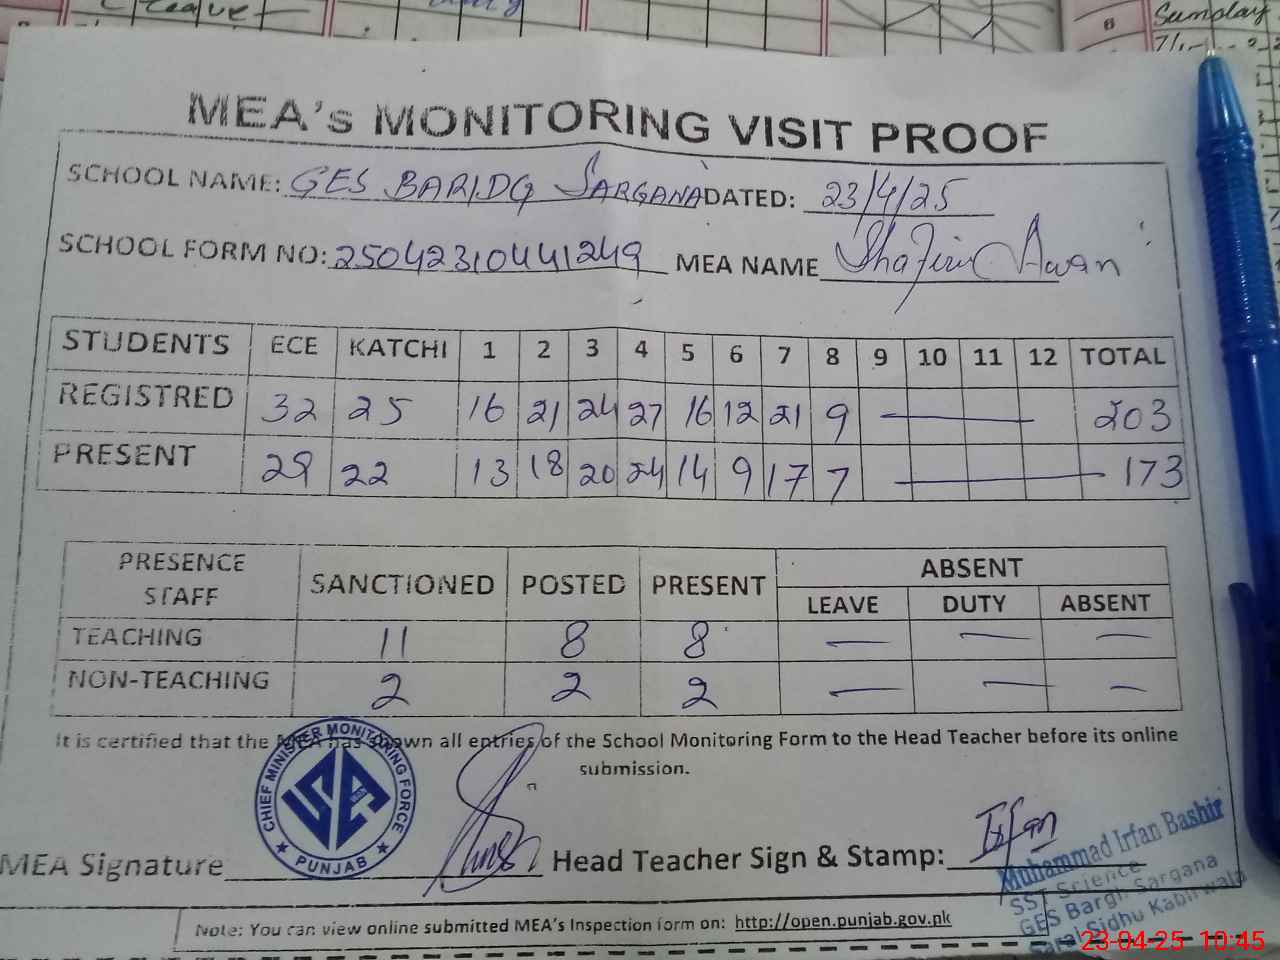 Leave
Sunday
8
MEA's MONITORING VISIT PROOF
SCHOOL NAME: GES BARIDG SARGANA DATED: 23/4/25
SCHOOL FORM NO: 25042310441249 MEA NAME Awan
STUDENTS ECE KATCHI 1 2 3 4 5 6 7 8 9 10 11 12 TOTAL
REGISTRED 32 25 16 21 24 27 16 12 21 9 — 203
PRESENT 29 22 13 18 20 24 14 9 17 7 — 173
PRESENCE STAFF SANCTIONED POSTED PRESENT ABSENT
LEAVE DUTY ABSENT
TEACHING 11 8 8 — — —
NON-TEACHING 2 2 2 — — —
It is certified that the MEA has shown all entries of the School Monitoring Form to the Head Teacher before its online
submission.
CHIEF MINISTER MONITORING FORCE
PUNJAB
MEA Signature Head Teacher Sign & Stamp: Irfan
Muhammad Irfan Bashir
SST Science
GES Bargh Sargana
Sarai Sidhu Kabirwala
Note: You can view online submitted MEA's Inspection form on: http://open.punjab.gov.pk
23-04-25 10:45